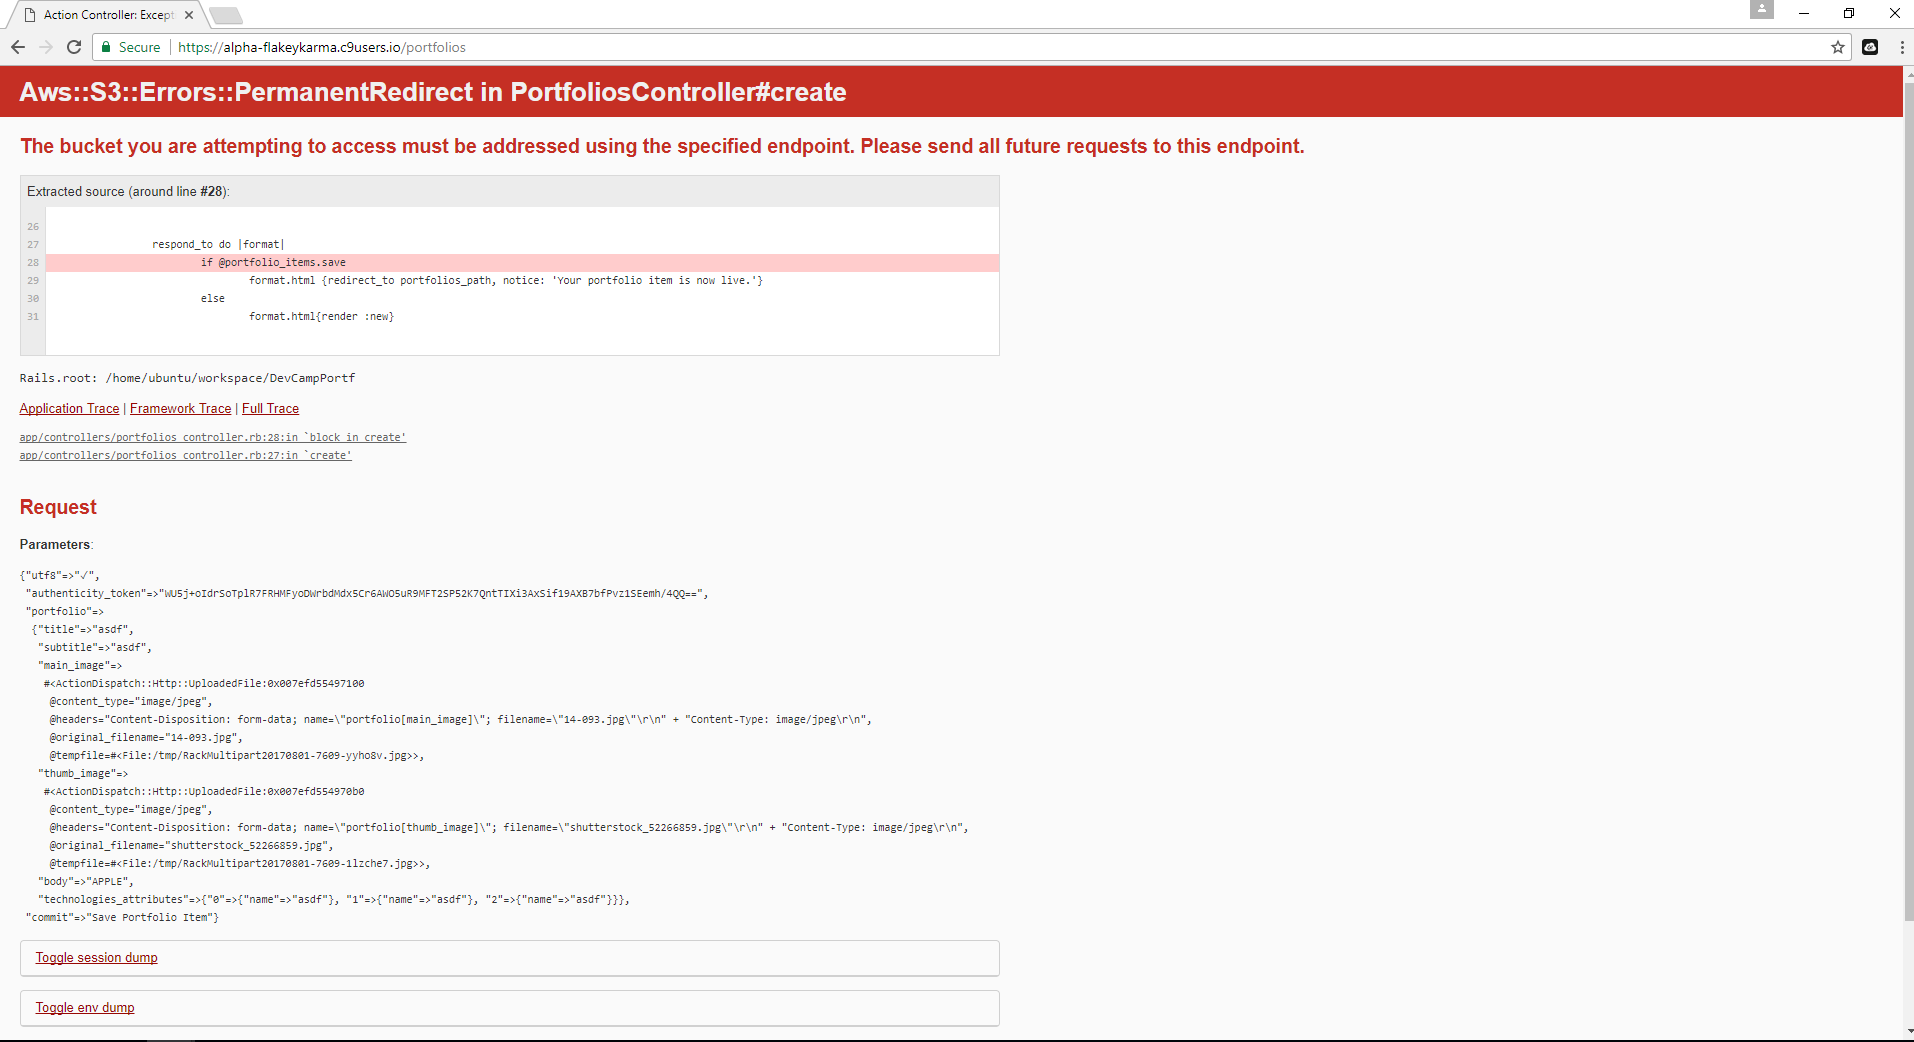 Action Controller: Except
Secure https://alpha-flakeykarma.c9users.io/portfolios
Aws::S3::Errors::PermanentRedirect in PortfoliosController#create
The bucket you are attempting to access must be addressed using the specified endpoint. Please send all future requests to this endpoint.
Extracted source (around line #28):
26
27 respond_to do |format|
28 if @portfolio_items.save
29 format.html {redirect_to portfolios_path, notice: 'Your portfolio item is now live.'}
30 else
31 format.html{render :new}
Rails.root: /home/ubuntu/workspace/DevCampPortf
Application Trace | Framework Trace | Full Trace
app/controllers/portfolios_controller.rb:28:in `block in create'
app/controllers/portfolios_controller.rb:27:in `create'
Request
Parameters:
{"utf8"=>"✓",
"authenticity_token"=>"WU5j+oIdrSoTplR7FRHMFyoDWrbdMdx5Cr6AWO5uR9MFT2SP52K7QntTIXi3AxSif19AXB7bfPvz1SEemh/4QQ==",
"portfolio"=>
{"title"=>"asdf",
"subtitle"=>"asdf",
"main_image"=>
#<ActionDispatch::Http::UploadedFile:0x007efd55497100
@content_type="image/jpeg",
@headers="Content-Disposition: form-data; name=\"portfolio[main_image]\"; filename=\"14-093.jpg\"\r\n" + "Content-Type: image/jpeg\r\n",
@original_filename="14-093.jpg",
@tempfile=#<File:/tmp/RackMultipart20170801-7609-yyho8v.jpg>>,
"thumb_image"=>
#<ActionDispatch::Http::UploadedFile:0x007efd554970b0
@content_type="image/jpeg",
@headers="Content-Disposition: form-data; name=\"portfolio[thumb_image]\"; filename=\"shutterstock_52266859.jpg\"\r\n" + "Content-Type: image/jpeg\r\n",
@original_filename="shutterstock_52266859.jpg",
@tempfile=#<File:/tmp/RackMultipart20170801-7609-1lzche7.jpg>>,
"body"=>"APPLE",
"technologies_attributes"=>{"0"=>{"name"=>"asdf"}, "1"=>{"name"=>"asdf"}, "2"=>{"name"=>"asdf"}}},
"commit"=>"Save Portfolio Item"}
Toggle session dump
Toggle env dump